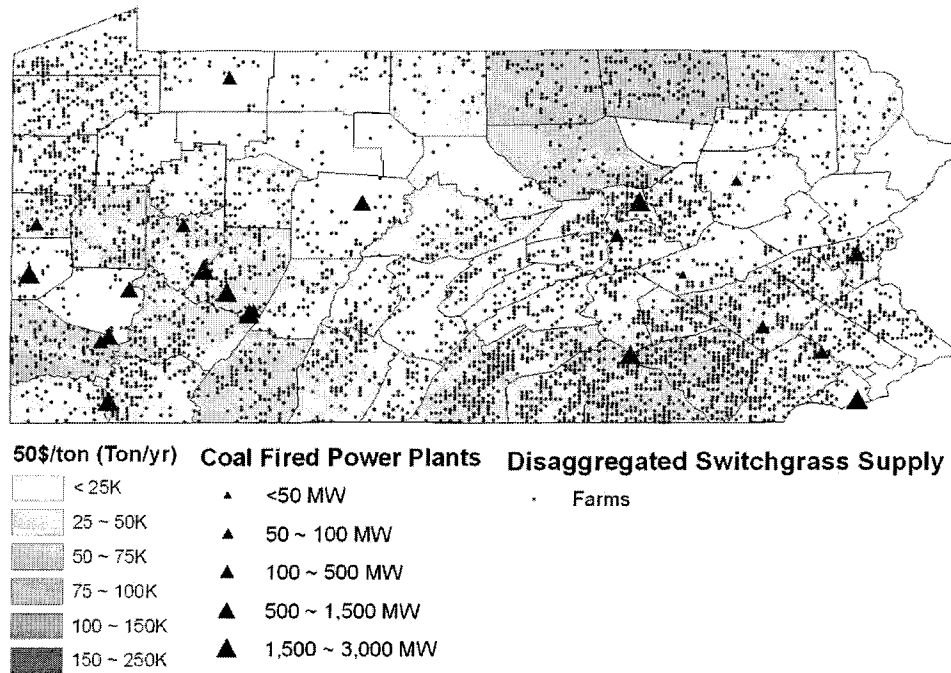 50$/ton (Ton/yr)
< 25K
25 ~ 50K
50 ~ 75K
75 ~ 100K
100 ~ 150K
150 ~ 250K
Coal Fired Power Plants
<50 MW
50 ~ 100 MW
100 ~ 500 MW
500 ~ 1,500 MW
1,500 ~ 3,000 MW
Disaggregated Switchgrass Supply
Farms